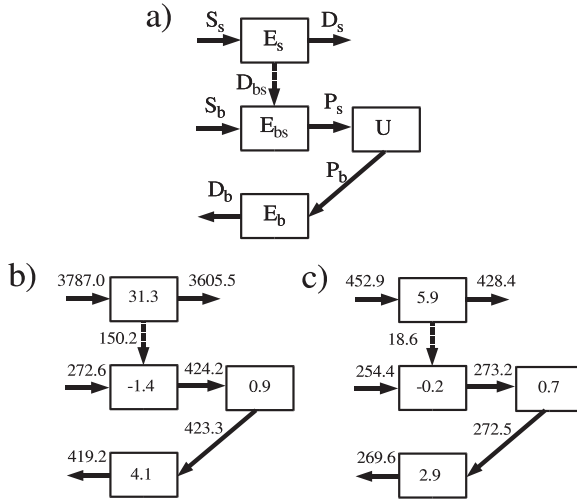 a)
S_s
D_s
E_s
D_bs
S_b
P_s
E_bs
U
P_b
D_b
E_b
b)
3787.0
3605.5
31.3
150.2
272.6
424.2
-1.4
0.9
423.3
419.2
4.1
c)
452.9
428.4
5.9
18.6
254.4
273.2
-0.2
0.7
272.5
269.6
2.9